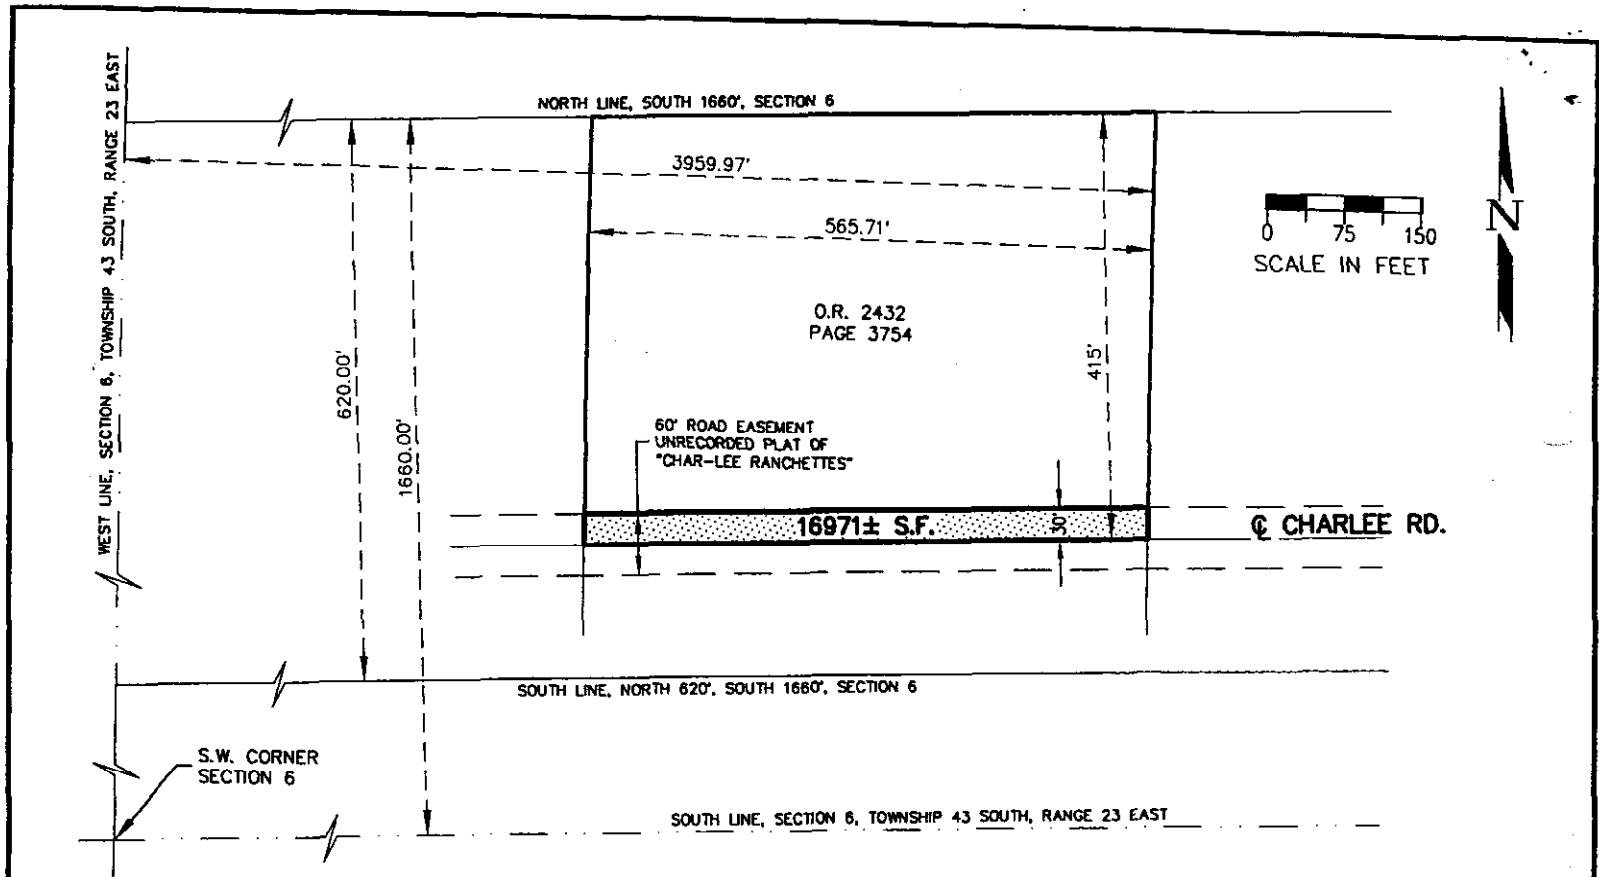 NORTH LINE, SOUTH 1660', SECTION 6
WEST LINE, SECTION 6, TOWNSHIP 43 SOUTH, RANGE 23 EAST
3959.97'
565.71'
0 75 150
SCALE IN FEET
N
O.R. 2432
PAGE 3754
620.00'
1660.00'
415'
60' ROAD EASEMENT
UNRECORDED PLAT OF
"CHAR-LEE RANCHETTES"
16971± S.F.
30'
℄ CHARLEE RD.
SOUTH LINE, NORTH 620', SOUTH 1660', SECTION 6
S.W. CORNER
SECTION 6
SOUTH LINE, SECTION 6, TOWNSHIP 43 SOUTH, RANGE 23 EAST